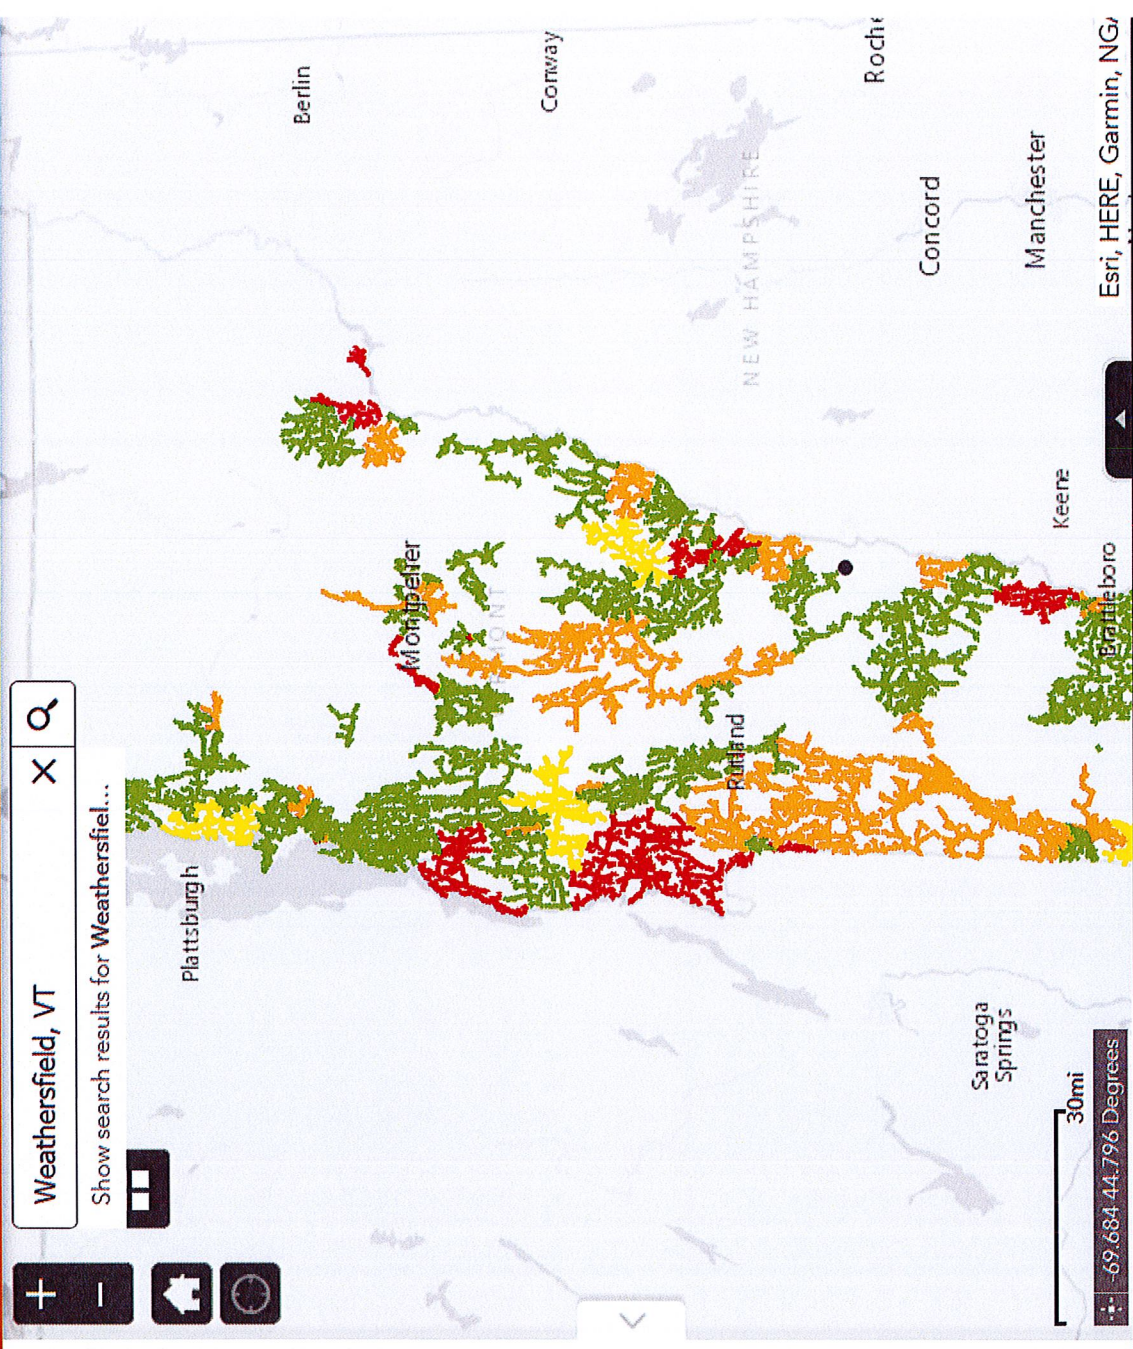 +
−
Weathersfield, VT
X
Show search results for Weathersfiel...
Plattsburgh
Berlin
Montpelier
Conway
Rutland
NEW HAMPSHIRE
Concord
Saratoga
Springs
Keene
Manchester
Brattleboro
30mi
-69.684 44.796 Degrees
Esri, HERE, Garmin, NGA